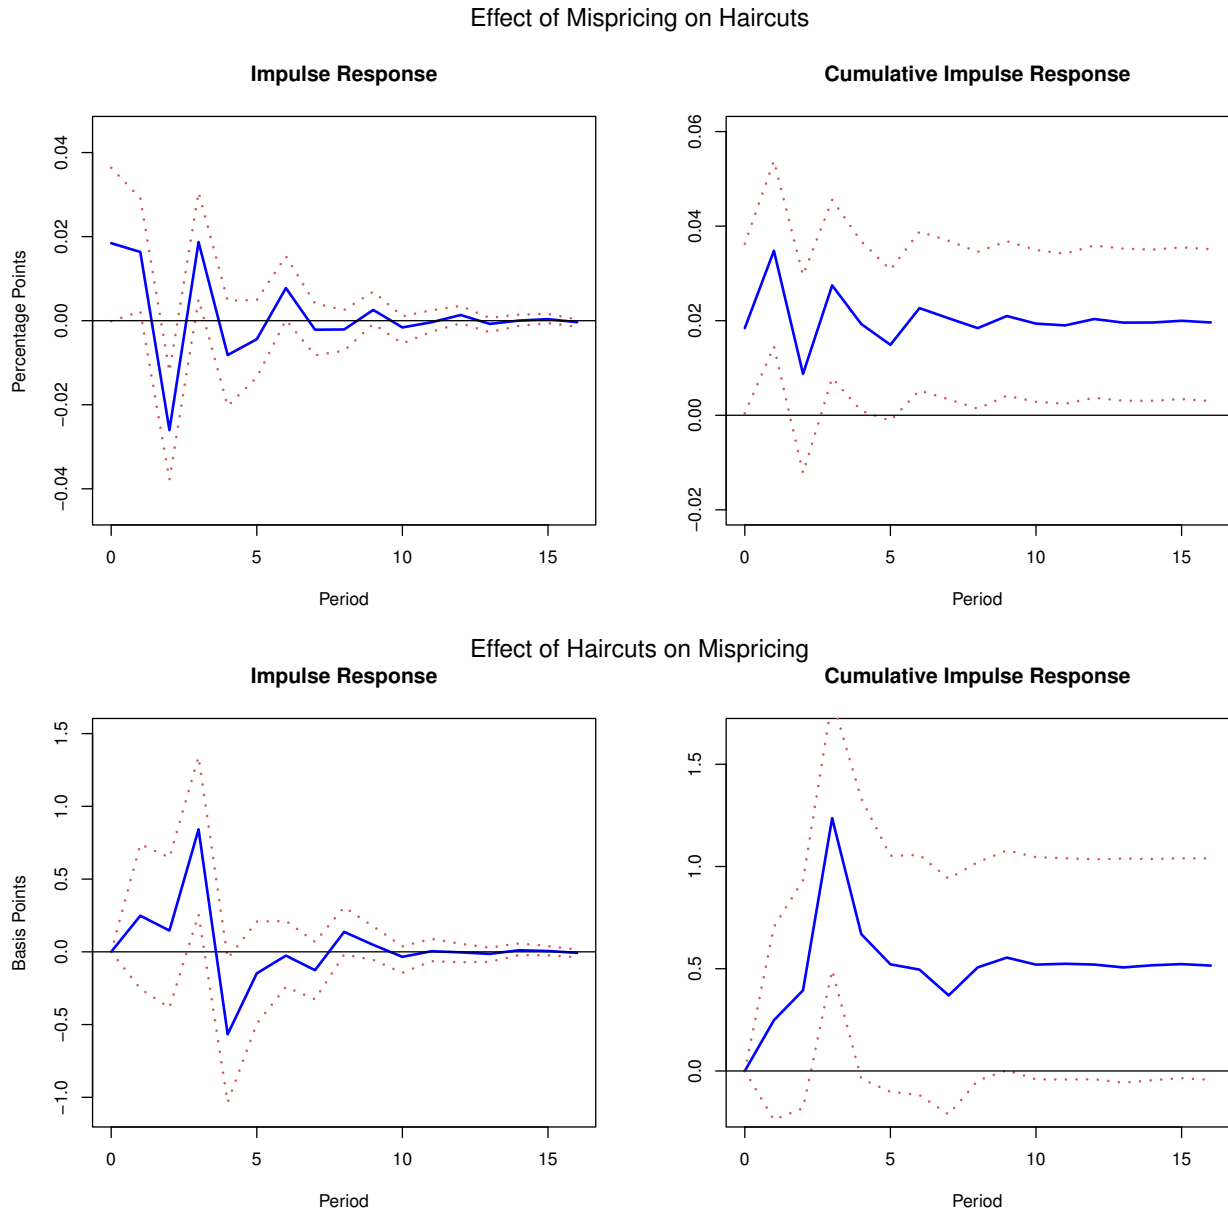 Effect of Mispricing on Haircuts
Impulse Response
Percentage Points
0.04
0.02
0.00
−0.02
−0.04
0 5 10 15
Period
Cumulative Impulse Response
0.06
0.04
0.02
0.00
−0.02
0 5 10 15
Period
Effect of Haircuts on Mispricing
Impulse Response
Basis Points
1.5
1.0
0.5
0.0
−0.5
−1.0
0 5 10 15
Period
Cumulative Impulse Response
1.5
1.0
0.5
0.0
0 5 10 15
Period